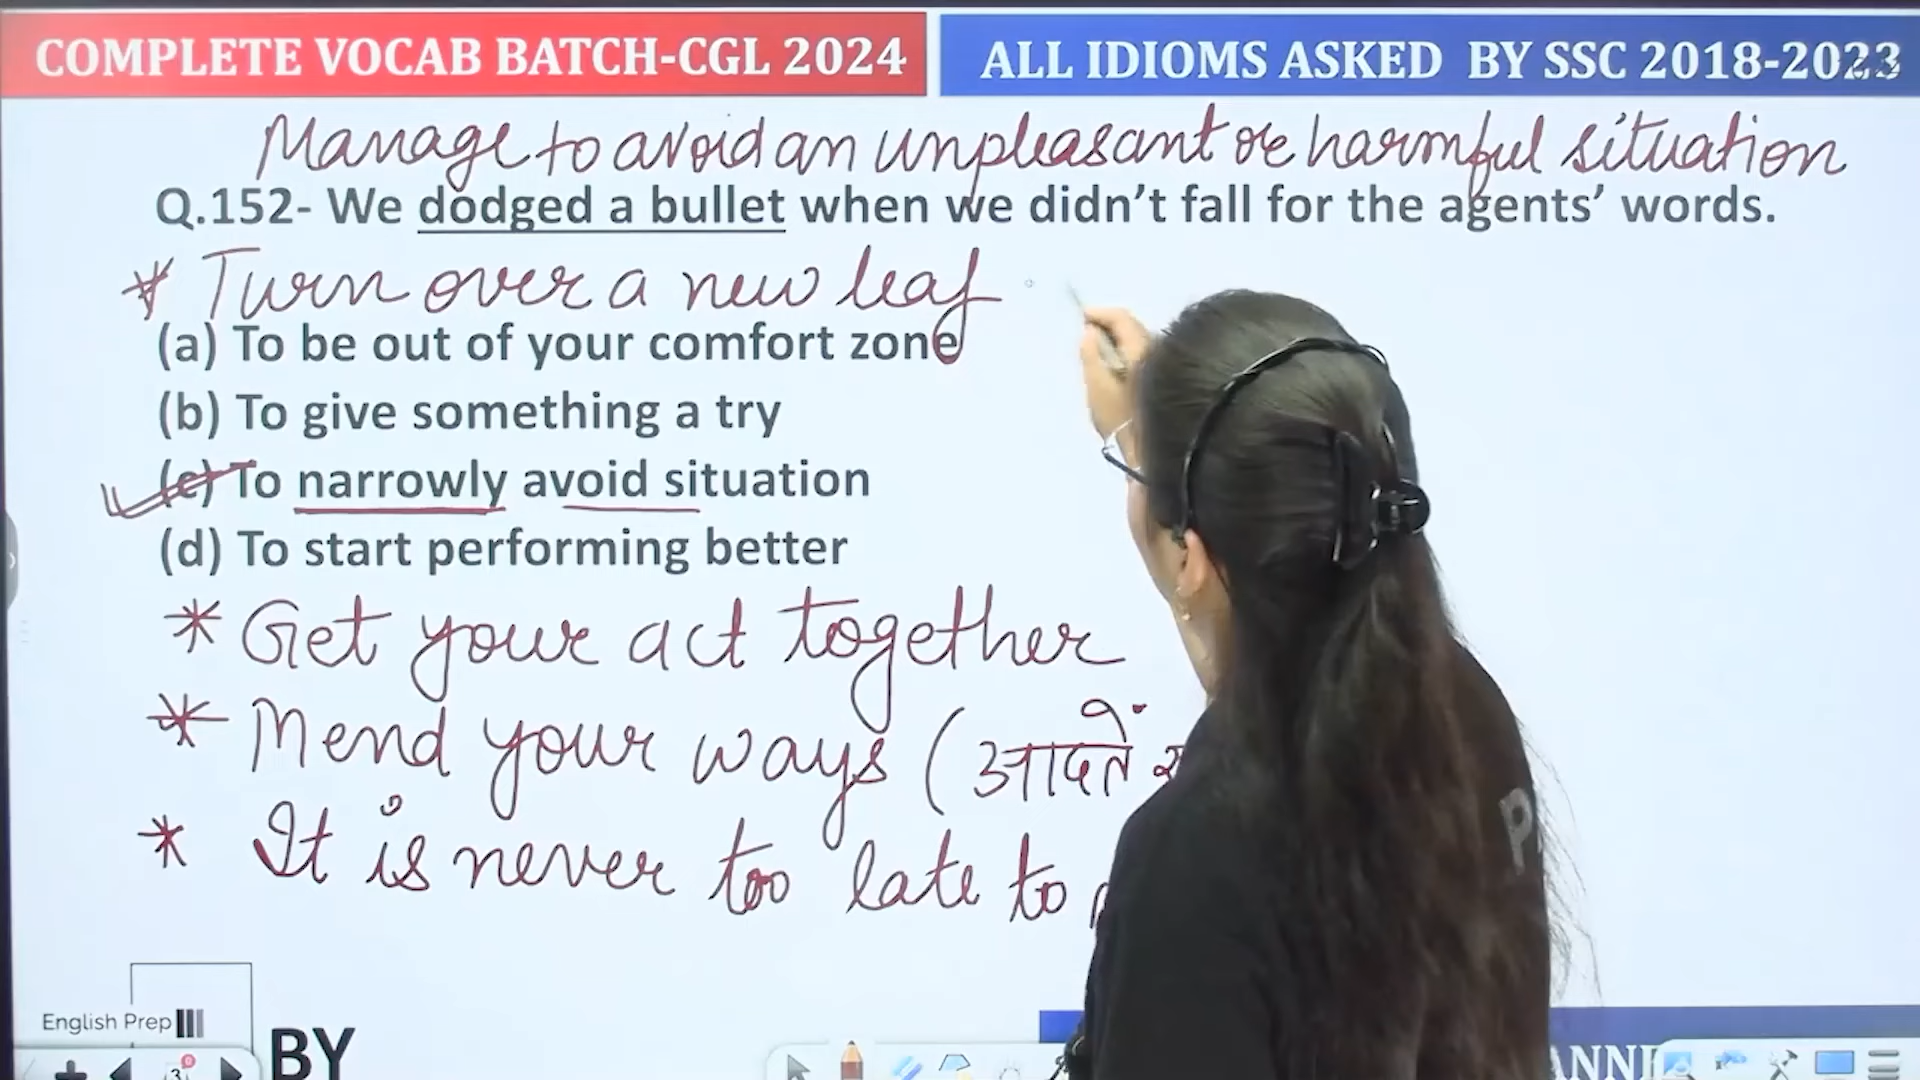 COMPLETE VOCAB BATCH-CGL 2024
ALL IDIOMS ASKED BY SSC 2018-2023
Manage to avoid an unpleasant or harmful situation
Q.152- We dodged a bullet when we didn't fall for the agents' words.
* Turn over a new leaf
(a) To be out of your comfort zone
(b) To give something a try
(c) To narrowly avoid situation
(d) To start performing better
* Get your act together
* Mend your ways (आदतें
* It is never too late to
English Prep
BY